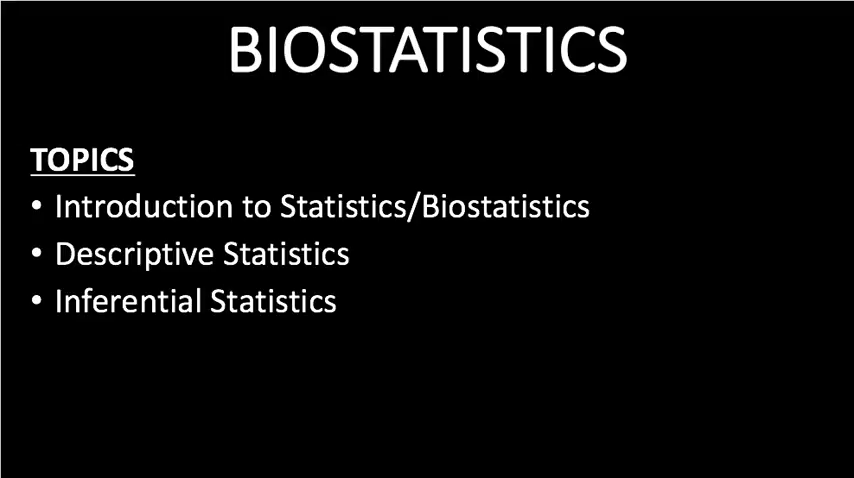 BIOSTATISTICS
TOPICS
• Introduction to Statistics/Biostatistics
• Descriptive Statistics
• Inferential Statistics